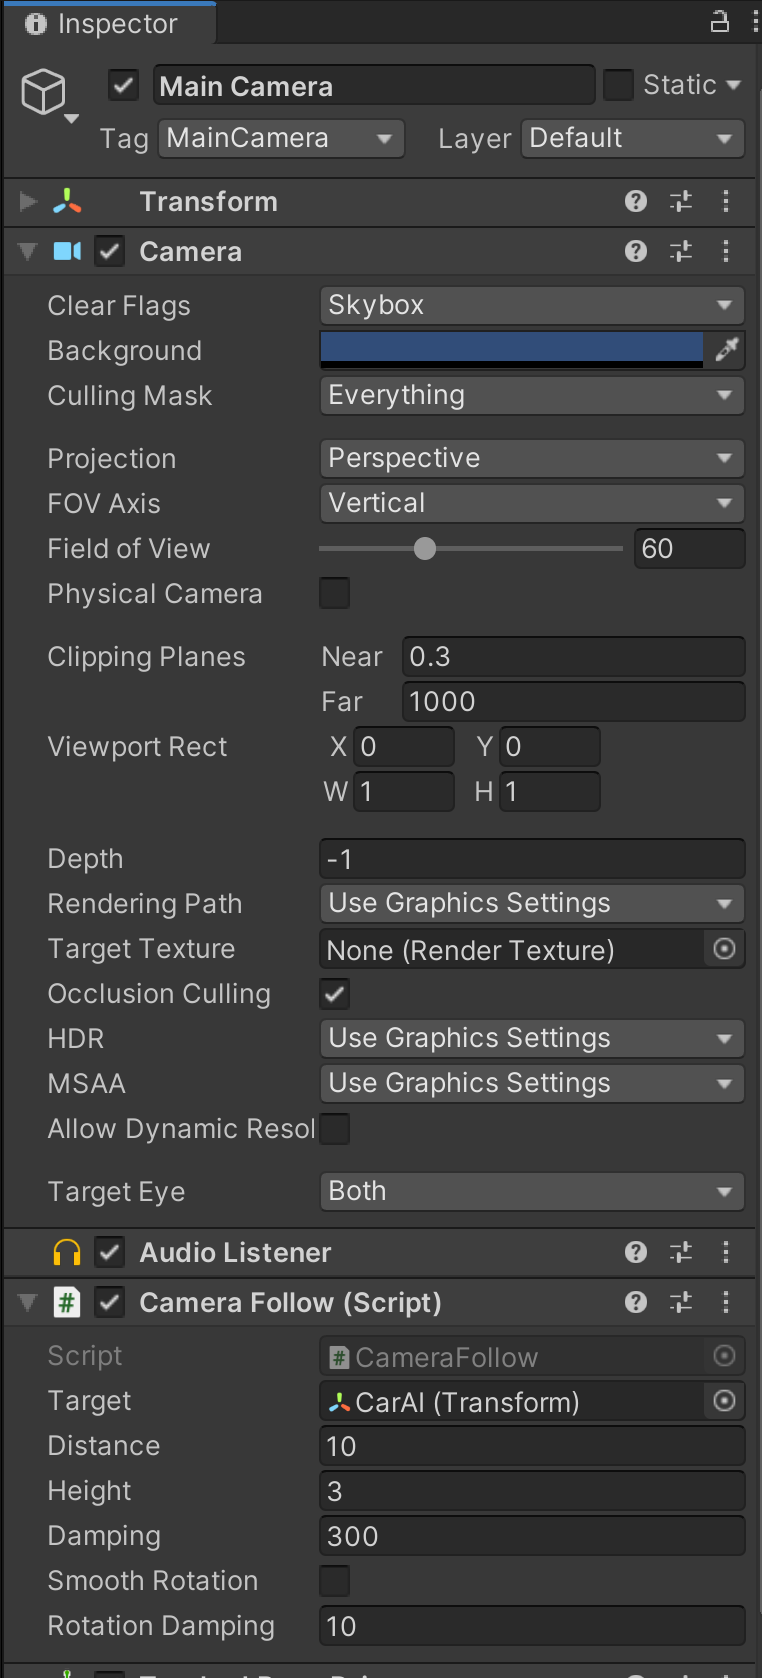 Inspector
Main Camera Static
Tag MainCamera Layer Default
Transform
Camera
Clear Flags Skybox
Background
Culling Mask Everything
Projection Perspective
FOV Axis Vertical
Field of View 60
Physical Camera
Clipping Planes Near 0.3
Far 1000
Viewport Rect X 0 Y 0
W 1 H 1
Depth -1
Rendering Path Use Graphics Settings
Target Texture None (Render Texture)
Occlusion Culling
HDR Use Graphics Settings
MSAA Use Graphics Settings
Allow Dynamic Resol
Target Eye Both
Audio Listener
Camera Follow (Script)
Script # CameraFollow
Target CarAI (Transform)
Distance 10
Height 3
Damping 300
Smooth Rotation
Rotation Damping 10